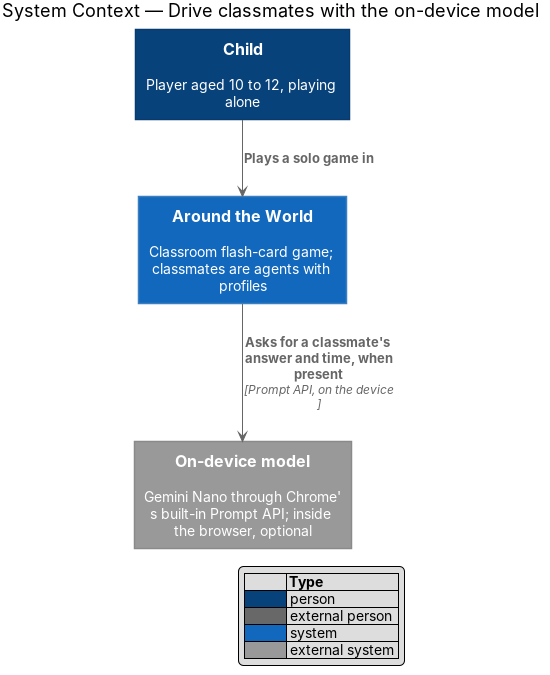 System Context — Drive classmates with the on-device model
Child
Player aged 10 to 12, playing
alone
Plays a solo game in
Around the World
Classroom flash-card game;
classmates are agents with
profiles
Asks for a classmate's
answer and time, when
present
[Prompt API, on the device
]
On-device model
Gemini Nano through Chrome'
s built-in Prompt API; inside
the browser, optional
Type
person
external person
system
external system